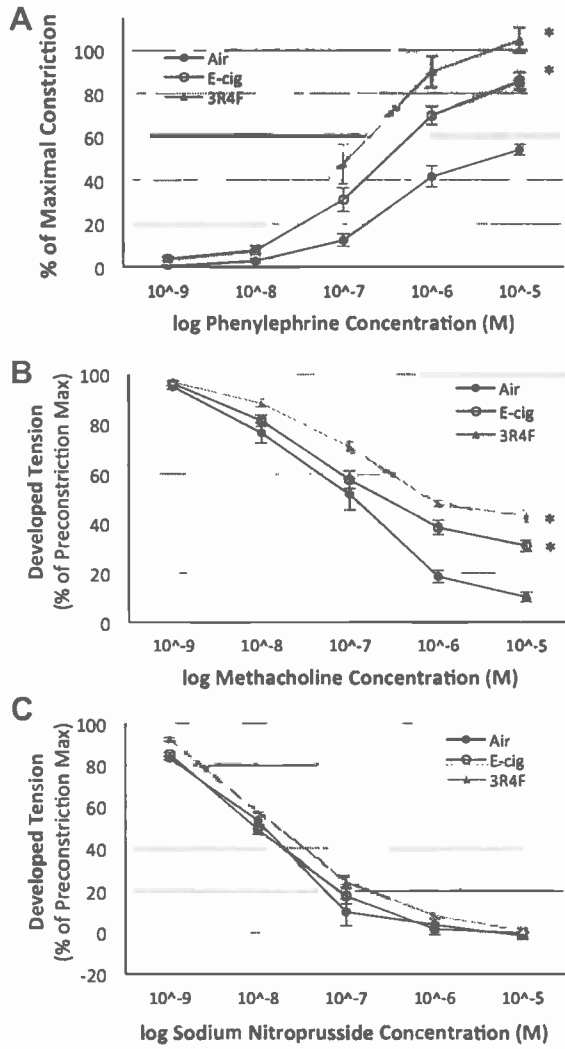 A
% of Maximal Constriction
100
80
60
40
20
0
Air
E-cig
3R4F
*
*
10^-9 10^-8 10^-7 10^-6 10^-5
log Phenylephrine Concentration (M)
B
Developed Tension
(% of Preconstriction Max)
100
80
60
40
20
0
Air
E-cig
3R4F
*
*
10^-9 10^-8 10^-7 10^-6 10^-5
log Methacholine Concentration (M)
C
Developed Tension
(% of Preconstriction Max)
100
80
60
40
20
0
-20
Air
E-cig
3R4F
10^-9 10^-8 10^-7 10^-6 10^-5
log Sodium Nitroprusside Concentration (M)